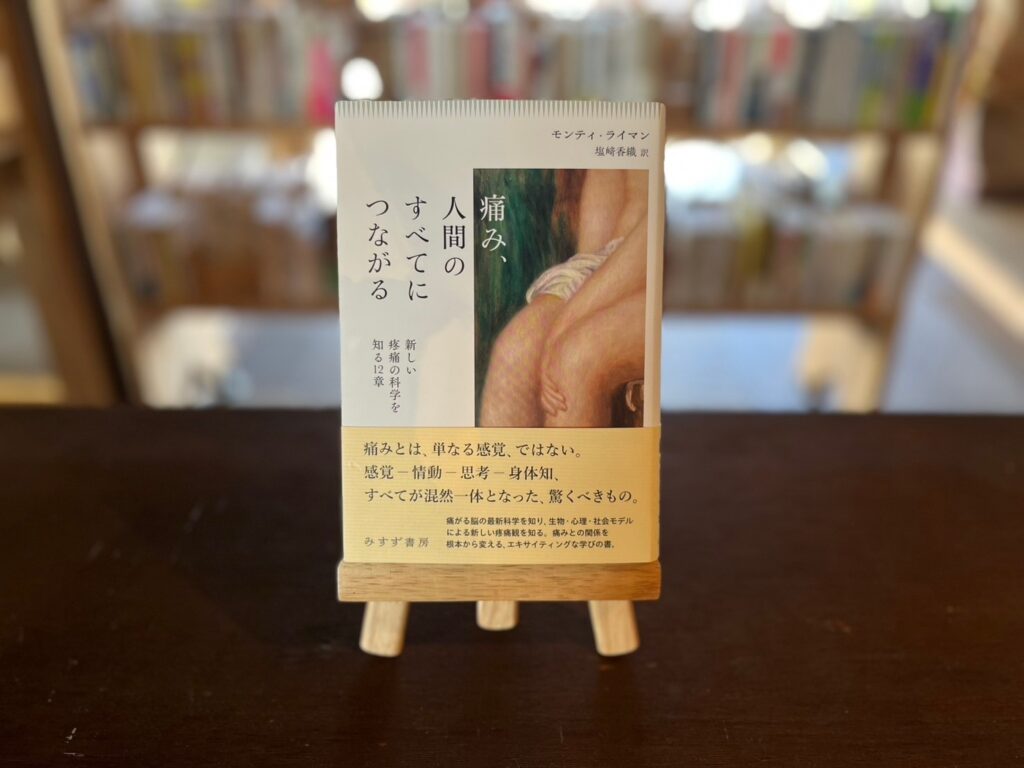 モンティ・ライマン
塩﨑香織 訳
痛み、
人間の
すべてに
つながる
新しい
疼痛の科学を
知る12章
痛みとは、単なる感覚、ではない。
感覚－情動－思考－身体知、
すべてが混然一体となった、驚くべきもの。
痛がる脳の最新科学を知り、生物・心理・社会モデル
による新しい疼痛観を知る。痛みとの関係を
根本から変える、エキサイティングな学びの書。
みすず書房